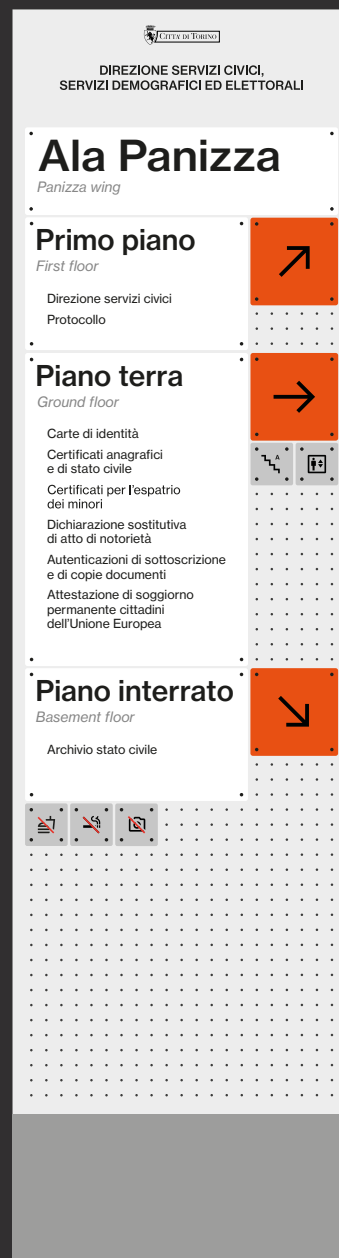 CITTA' DI TORINO
DIREZIONE SERVIZI CIVICI,
SERVIZI DEMOGRAFICI ED ELETTORALI
Ala Panizza
Panizza wing
Primo piano
First floor
Direzione servizi civici
Protocollo
Piano terra
Ground floor
Carte di identità
Certificati anagrafici
e di stato civile
Certificati per l'espatrio
dei minori
Dichiarazione sostitutiva
di atto di notorietà
Autenticazioni di sottoscrizione
e di copie documenti
Attestazione di soggiorno
permanente cittadini
dell'Unione Europea
A
Piano interrato
Basement floor
Archivio stato civile